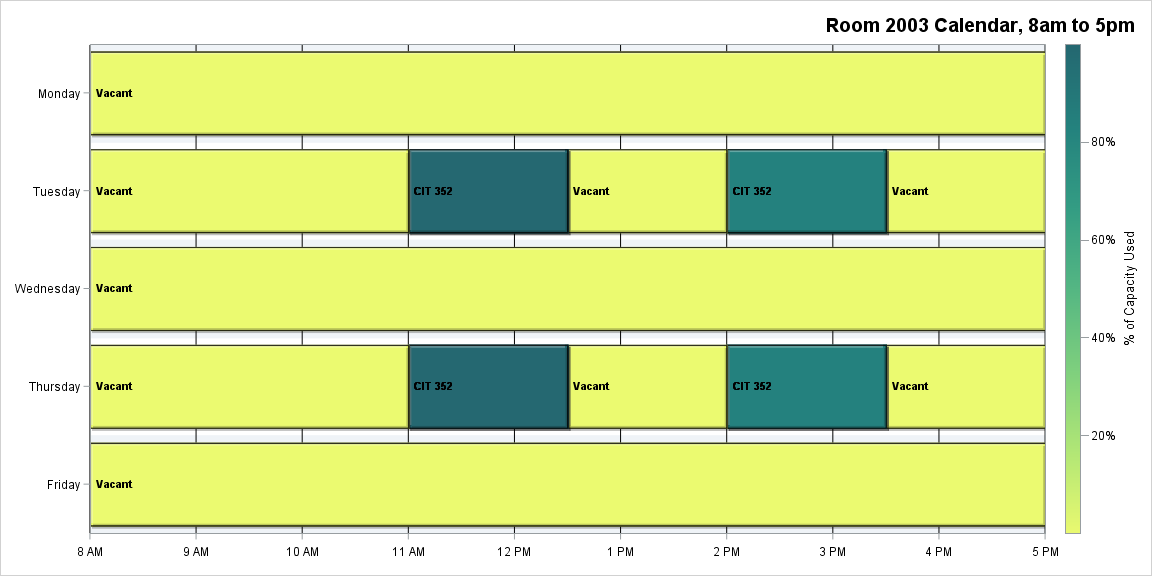 Room 2003 Calendar, 8am to 5pm
Monday
Vacant
Tuesday
Vacant
CIT 352
Vacant
CIT 352
Vacant
Wednesday
Vacant
Thursday
Vacant
CIT 352
Vacant
CIT 352
Vacant
Friday
Vacant
8 AM
9 AM
10 AM
11 AM
12 PM
1 PM
2 PM
3 PM
4 PM
5 PM
80%
60%
40%
20%
% of Capacity Used